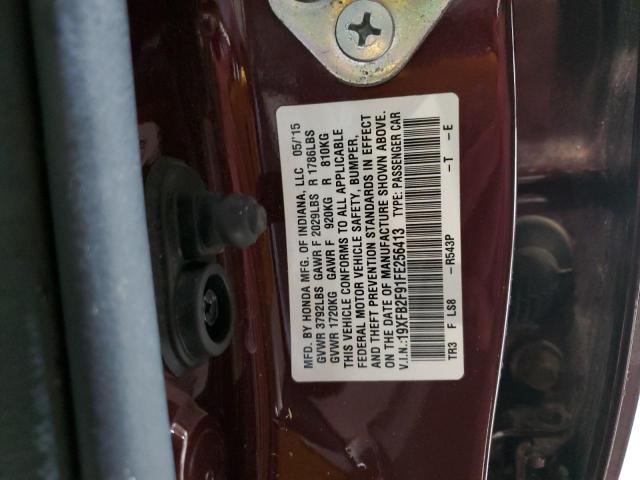 MFD. BY HONDA MFG. OF INDIANA, LLC 05/'15
GVWR 3792LBS GAWR F 2029LBS R 1786LBS
GVWR 1720KG GAWR F 920KG R 810KG
THIS VEHICLE CONFORMS TO ALL APPLICABLE
FEDERAL MOTOR VEHICLE SAFETY, BUMPER,
AND THEFT PREVENTION STANDARDS IN EFFECT
ON THE DATE OF MANUFACTURE SHOWN ABOVE.
V.I.N.:19XFB2F91FE256413 TYPE: PASSENGER CAR
TR3 F LS8 - R543P - T - E